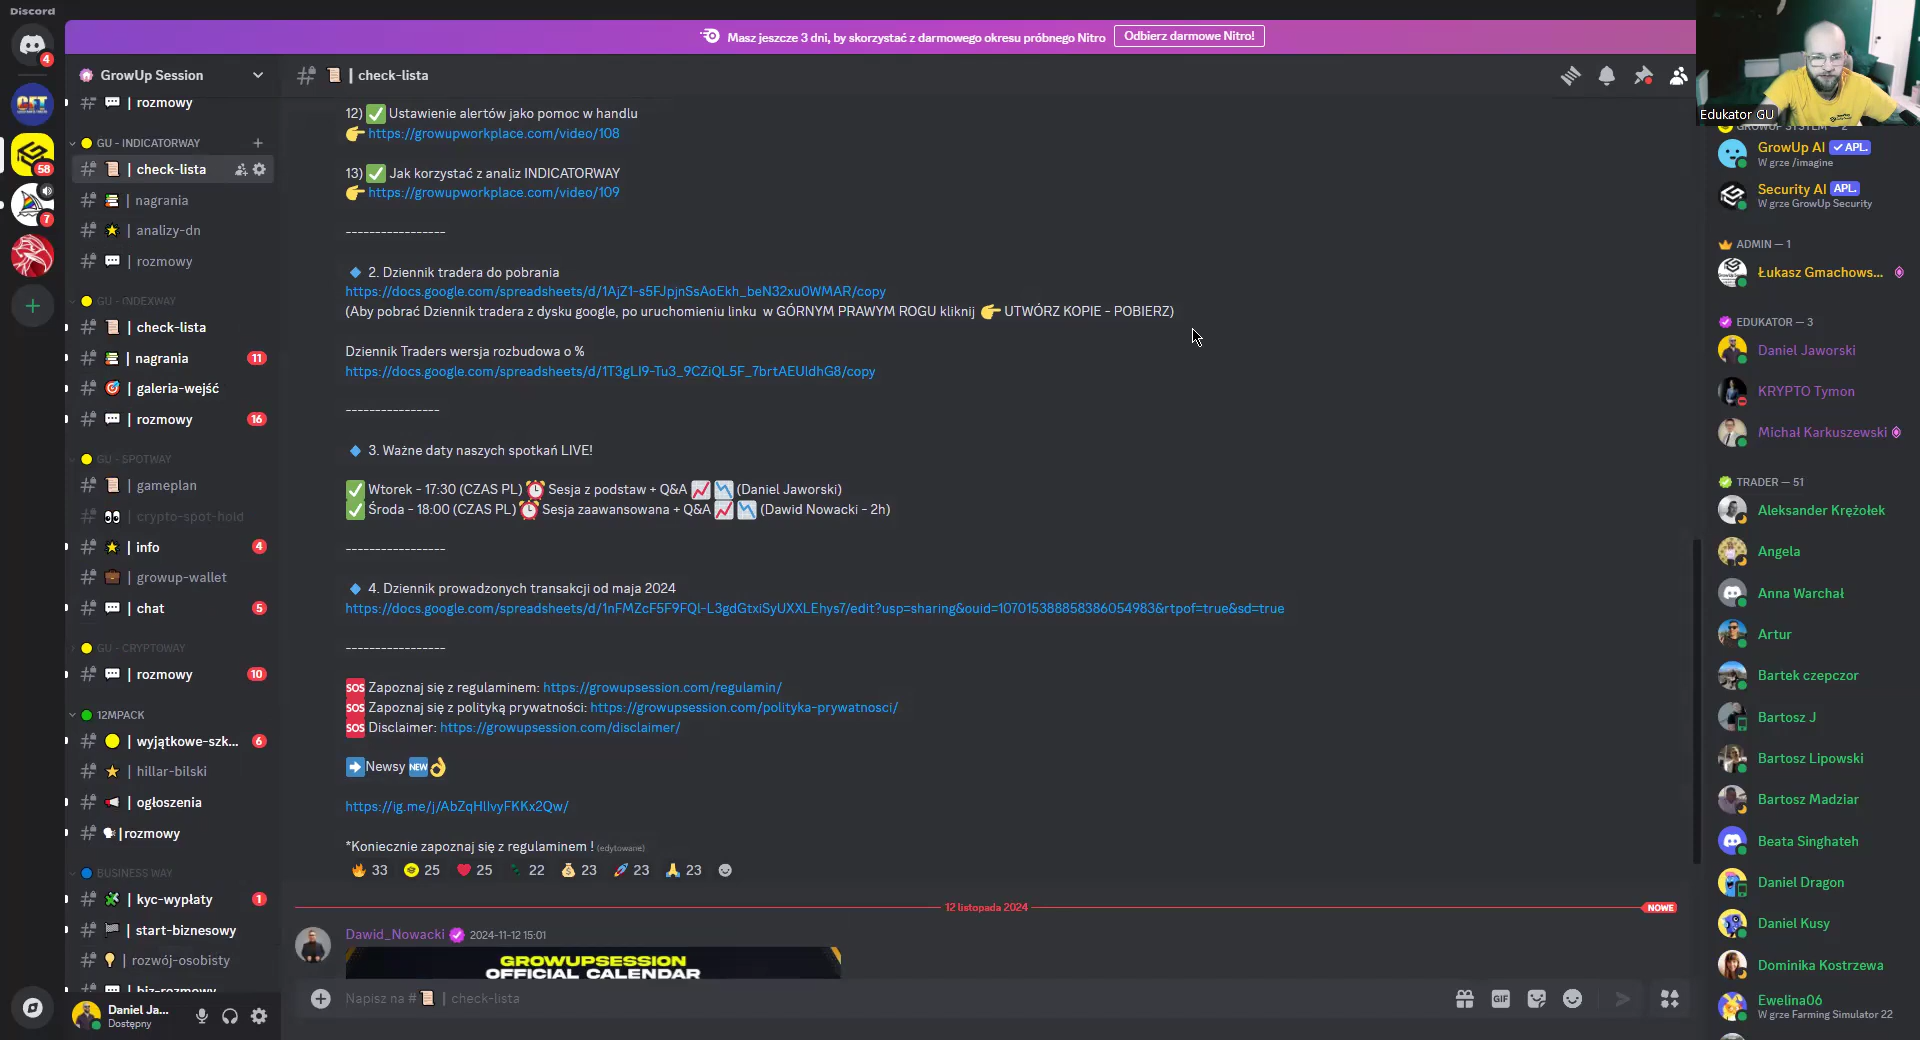 Discord
Masz jeszcze 3 dni, by skorzystać z darmowego okresu próbnego Nitro
Odbierz darmowe Nitro!
Edukator GU
GrowUp Session
| check-lista
4
58
7
| rozmowy
GU - INDICATORWAY
| check-lista
| nagrania
| analizy-dn
| rozmowy
GU - INDEXWAY
| check-lista
| nagrania
11
| galeria-wejść
| rozmowy
16
GU - SPOTWAY
| gameplan
| crypto-spot-hold
| info
4
| growup-wallet
| chat
5
GU - CRYPTOWAY
| rozmowy
10
12MPACK
| wyjątkowe-szk...
6
| hillar-bilski
| ogłoszenia
|rozmowy
BUSINESS WAY
| kyc-wypłaty
1
| start-biznesowy
| rozwój-osobisty
| biz-rozmowy
Daniel Ja...
Dostępny
12) ✅ Ustawienie alertów jako pomoc w handlu
👉 https://growupworkplace.com/video/108
13) ✅ Jak korzystać z analiz INDICATORWAY
👉 https://growupworkplace.com/video/109
-----------------
🔹 2. Dziennik tradera do pobrania
https://docs.google.com/spreadsheets/d/1AjZ1-s5FJpjnSsAoEkh_beN32xu0WMAR/copy
(Aby pobrać Dziennik tradera z dysku google, po uruchomieniu linku w GÓRNYM PRAWYM ROGU kliknij 👉 UTWÓRZ KOPIE - POBIERZ)
Dziennik Traders wersja rozbudowa o %
https://docs.google.com/spreadsheets/d/1T3gLI9-Tu3_9CZiQL5F_7brtAEUldhG8/copy
----------------
🔹 3. Ważne daty naszych spotkań LIVE!
✅ Wtorek - 17:30 (CZAS PL) ⏰ Sesja z podstaw + Q&A 📈 📉 (Daniel Jaworski)
✅ Środa - 18:00 (CZAS PL) ⏰ Sesja zaawansowana + Q&A 📈 📉 (Dawid Nowacki - 2h)
-----------------
🔹 4. Dziennik prowadzonych transakcji od maja 2024
https://docs.google.com/spreadsheets/d/1nFMZcF5F9FQl-L3gdGtxiSyUXXLEhys7/edit?usp=sharing&ouid=107015388858386054983&rtpof=true&sd=true
-----------------
🆘 Zapoznaj się z regulaminem: https://growupsession.com/regulamin/
🆘 Zapoznaj się z polityką prywatności: https://growupsession.com/polityka-prywatnosci/
🆘 Disclaimer: https://growupsession.com/disclaimer/
➡️Newsy 🆕👌
https://ig.me/j/AbZqHlIvyFKKx2Qw/
*Koniecznie zapoznaj się z regulaminem ! (edytowane)
🔥 33 25 ❤️ 25 22 💰 23 🚀 23 🙏 23
12 listopada 2024
NOWE
Dawid_Nowacki 2024-11-12 15:01
GROWUPSESSION
OFFICIAL CALENDAR
Napisz na # | check-lista
GIF
GROWUP SYSTEM — 2
GrowUp AI ✓ APL.
W grze /imagine
Security AI APL.
W grze GrowUp Security
ADMIN — 1
Łukasz Gmachows...
EDUKATOR — 3
Daniel Jaworski
KRYPTO Tymon
Michał Karkuszewski
TRADER — 51
Aleksander Krężołek
Angela
Anna Warchał
Artur
Bartek czepczor
Bartosz J
Bartosz Lipowski
Bartosz Madziar
Beata Singhateh
Daniel Dragon
Daniel Kusy
Dominika Kostrzewa
Ewelina06
W grze Farming Simulator 22